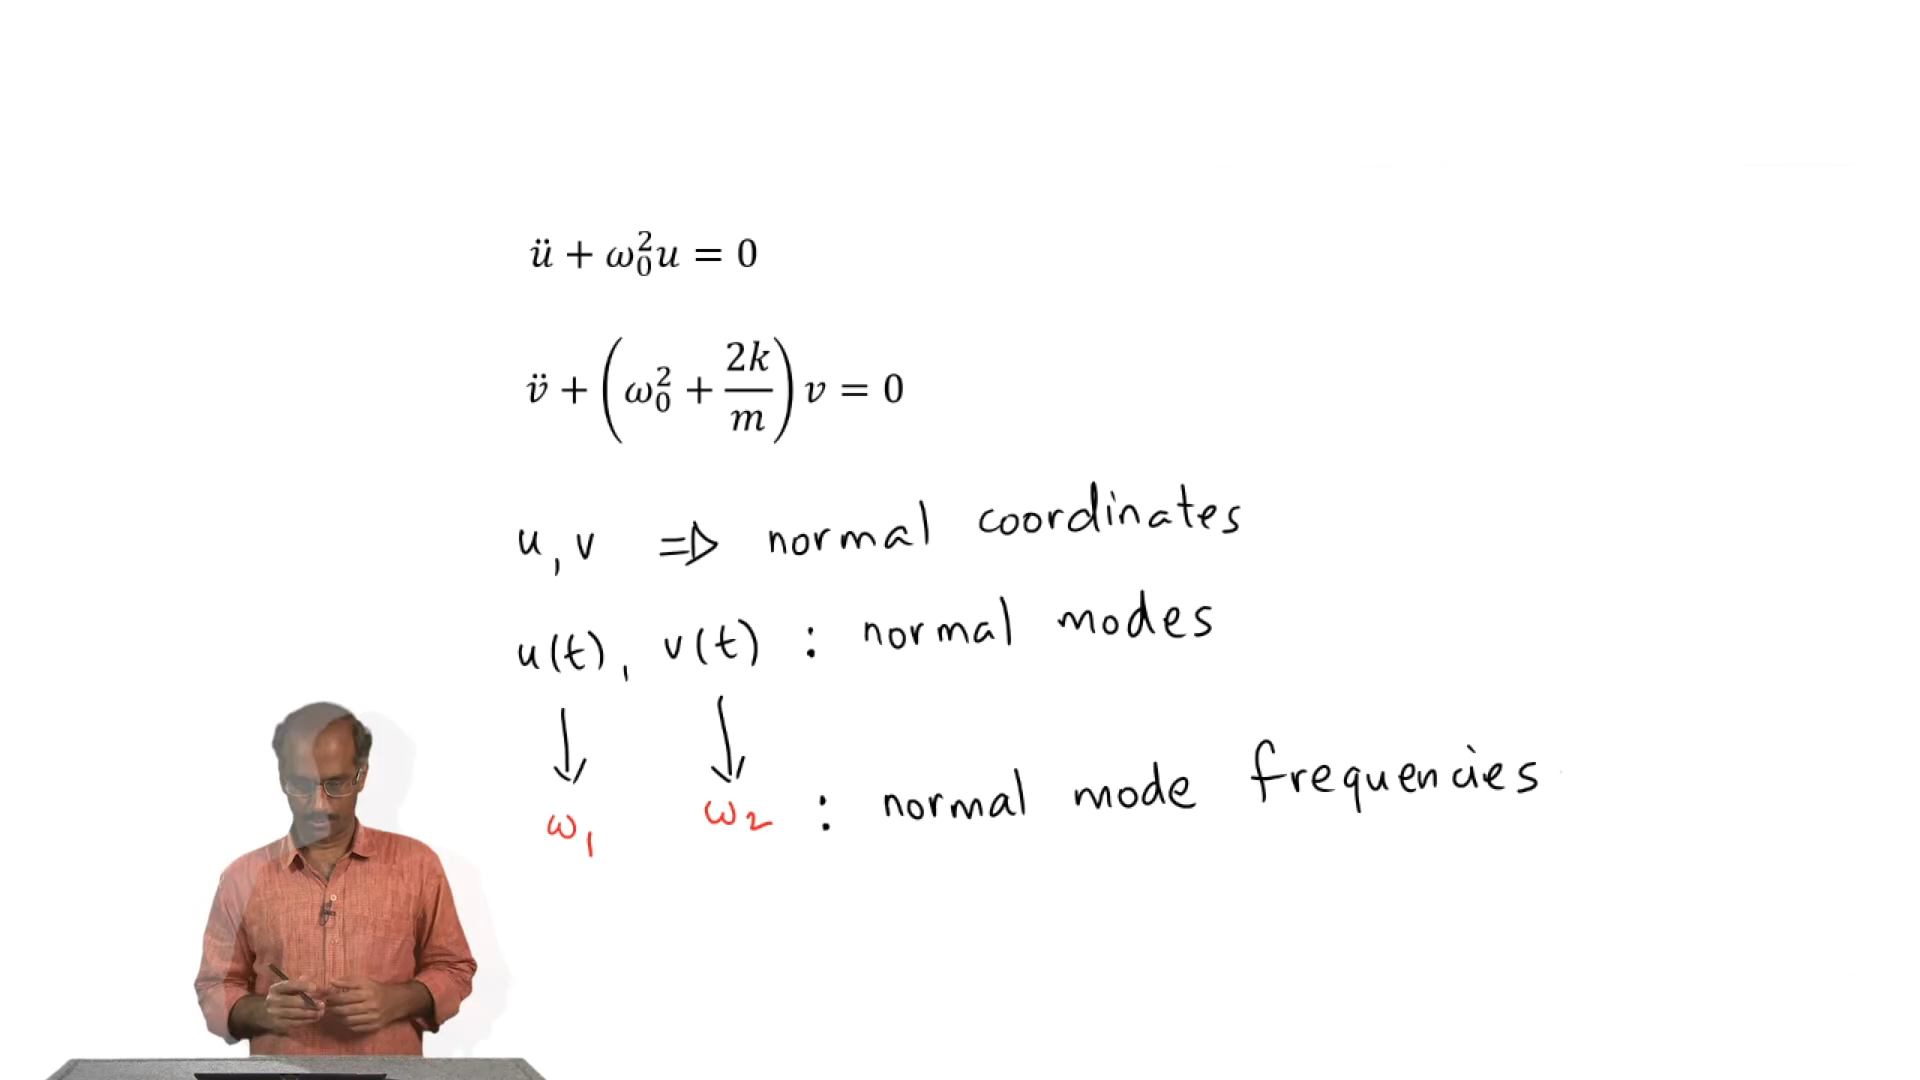 ü + ω₀²u = 0
v̈ + (ω₀² + 2k/m) v = 0
u, v ⇒ normal coordinates
u(t), v(t) : normal modes
↓ ↓
ω₁ ω₂ : normal mode frequencies